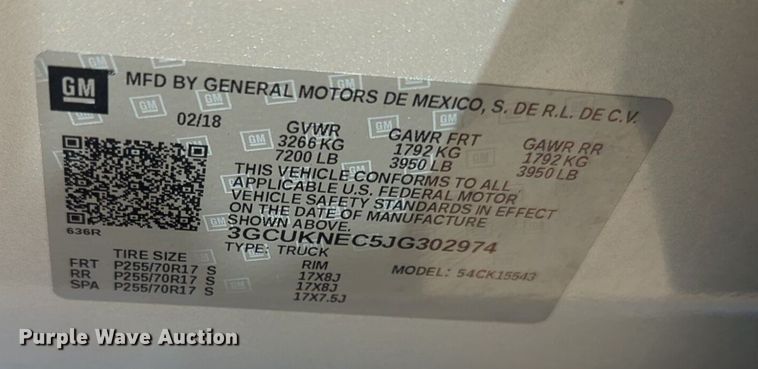 GM MFD BY GENERAL MOTORS DE MEXICO, S. DE R.L. DE C.V.
02/18 GVWR GAWR FRT GAWR RR
3266 KG 1792 KG 1792 KG
7200 LB 3950 LB 3950 LB
THIS VEHICLE CONFORMS TO ALL
APPLICABLE U.S. FEDERAL MOTOR
VEHICLE SAFETY STANDARDS IN EFFECT
ON THE DATE OF MANUFACTURE
SHOWN ABOVE.
636R 3GCUKNEC5JG302974
TYPE: TRUCK
MODEL: 54CK15543
TIRE SIZE RIM
FRT P255/70R17 S 17X8J
RR P255/70R17 S 17X8J
SPA P255/70R17 S 17X7.5J
Purple Wave Auction